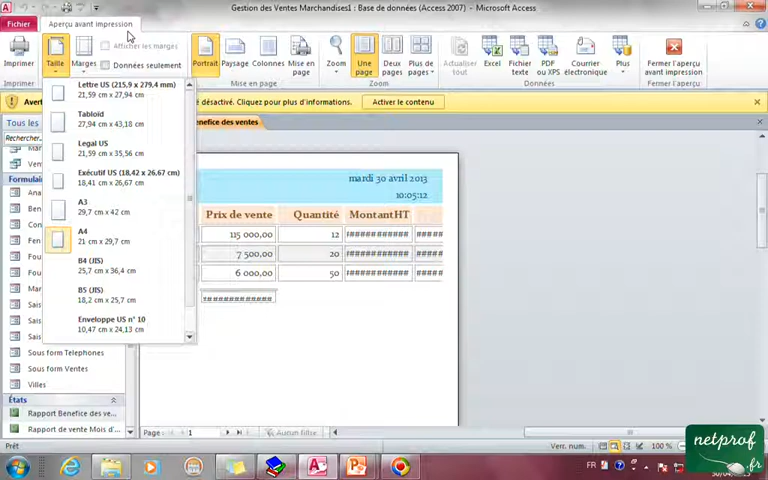 Gestion des Ventes Marchandises1 : Base de données (Access 2007) - Microsoft Access
Fichier Aperçu avant impression
Imprimer Taille Marges Afficher les marges Données seulement
Portrait Paysage Colonnes Mise en page Mise en page
Zoom Une page Deux pages Plus de pages Zoom
Actualiser tout Excel Fichier texte PDF ou XPS Courrier électronique Plus Données
Fermer l'aperçu avant impression Fermer l'aperçu
désactivé. Cliquez pour plus d'informations. Activer le contenu
Tous les
Rechercher...
Formulai
États
Lettre US (215,9 x 279,4 mm)
21,59 cm x 27,94 cm
Tabloïd
27,94 cm x 43,18 cm
Legal US
21,59 cm x 35,56 cm
Exécutif US (18,42 x 26,67 cm)
18,41 cm x 26,67 cm
A3
29,7 cm x 42 cm
A4
21 cm x 29,7 cm
B4 (JIS)
25,7 cm x 36,4 cm
B5 (JIS)
18,2 cm x 25,7 cm
Enveloppe US n° 10
10,47 cm x 24,13 cm
Sous form Telephones
Sous form Ventes
Villes
Rapport Benefice des ve...
Rapport de vente Mois d'...
enefice des ventes
mardi 30 avril 2013
10:05:12
Prix de vente Quantité MontantHT
115 000,00 12 ############ #####
7 500,00 20 ############ #####
6 000,00 50 ############ #####
############
Page : 1 Aucun filtre
Prêt Verr. num. 100 %
FR
netprof
.fr